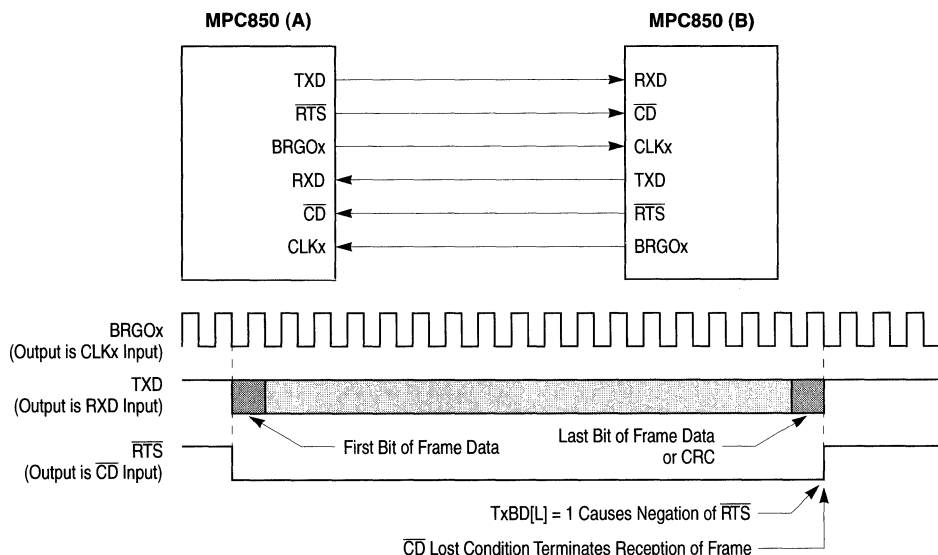 MPC850 (A)
MPC850 (B)
TXD
RXD
RTS
CD
BRGOx
CLKx
RXD
TXD
CD
RTS
CLKx
BRGOx
BRGOx
(Output is CLKx Input)
TXD
(Output is RXD Input)
First Bit of Frame Data
Last Bit of Frame Data
or CRC
RTS
(Output is CD Input)
TxBD[L] = 1 Causes Negation of RTS
CD Lost Condition Terminates Reception of Frame